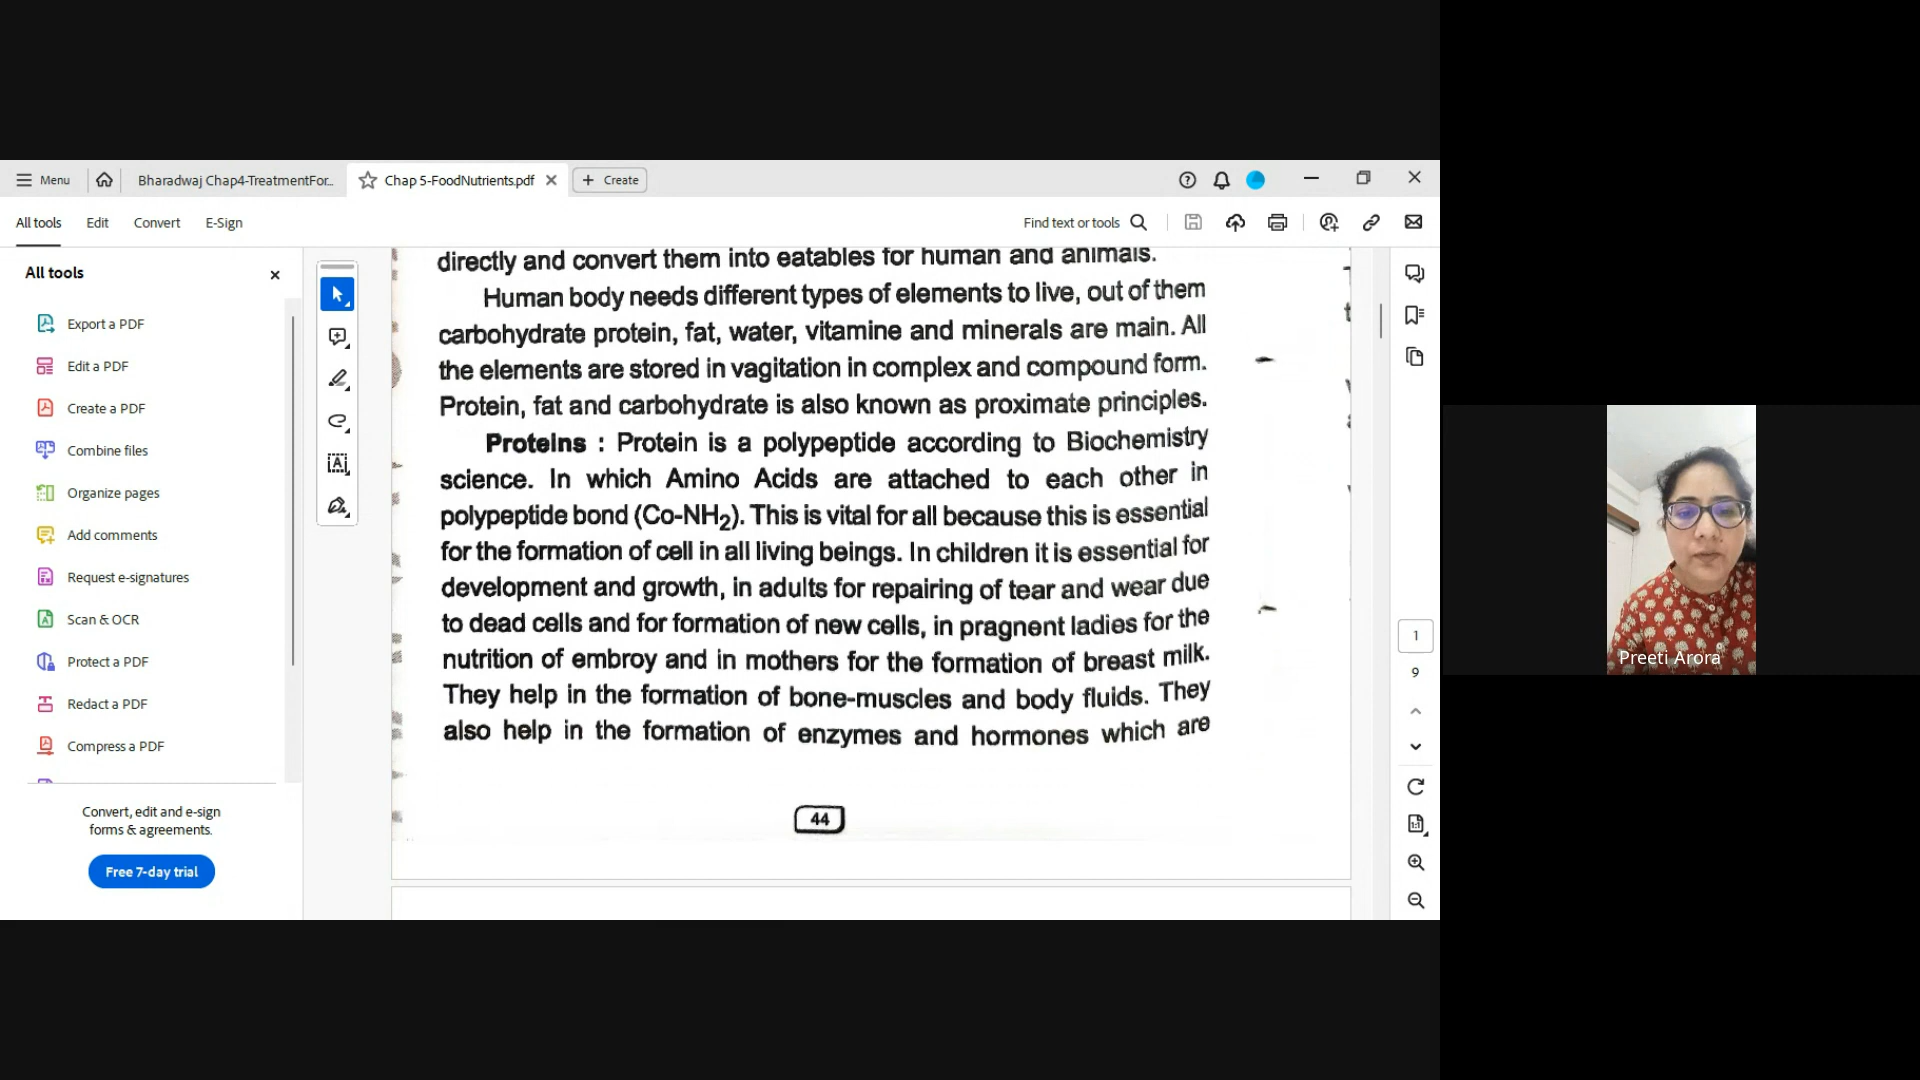 Menu
Bharadwaj Chap4-TreatmentFor...
Chap 5-FoodNutrients.pdf
Create
All tools
Edit
Convert
E-Sign
Find text or tools
All tools
Export a PDF
Edit a PDF
Create a PDF
Combine files
Organize pages
Add comments
Request e-signatures
Scan & OCR
Protect a PDF
Redact a PDF
Compress a PDF
Convert, edit and e-sign
forms & agreements.
Free 7-day trial
directly and convert them into eatables for human and animals.
Human body needs different types of elements to live, out of them
carbohydrate protein, fat, water, vitamine and minerals are main. All
the elements are stored in vagitation in complex and compound form.
Protein, fat and carbohydrate is also known as proximate principles.
Proteins : Protein is a polypeptide according to Biochemistry
science. In which Amino Acids are attached to each other in
polypeptide bond (Co-NH2). This is vital for all because this is essential
for the formation of cell in all living beings. In children it is essential for
development and growth, in adults for repairing of tear and wear due
to dead cells and for formation of new cells, in pragnent ladies for the
nutrition of embroy and in mothers for the formation of breast milk.
They help in the formation of bone-muscles and body fluids. They
also help in the formation of enzymes and hormones which are
44
1
9
Preeti Arora